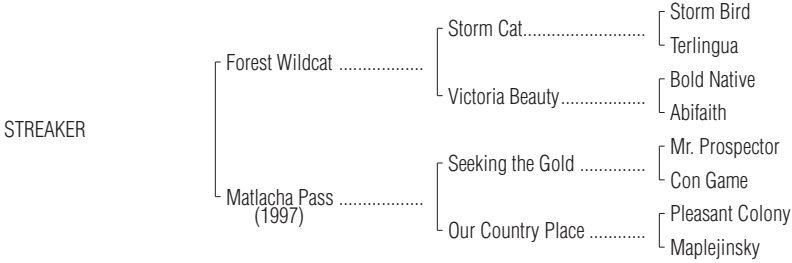 Storm Bird
Storm Cat..........................
Terlingua
Forest Wildcat ..................
Bold Native
Victoria Beauty..................
Abifaith
STREAKER
Mr. Prospector
Seeking the Gold ..............
Con Game
Matlacha Pass ..................
(1997)
Pleasant Colony
Our Country Place ............
Maplejinsky